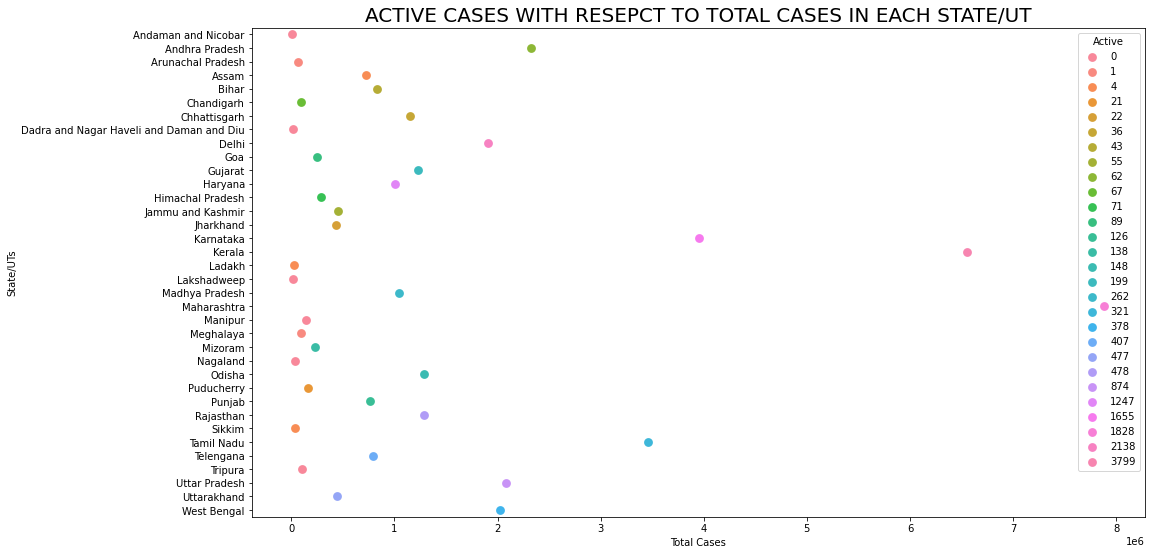 ACTIVE CASES WITH RESEPCT TO TOTAL CASES IN EACH STATE/UT
State/UTs
Andaman and Nicobar
Andhra Pradesh
Arunachal Pradesh
Assam
Bihar
Chandigarh
Chhattisgarh
Dadra and Nagar Haveli and Daman and Diu
Delhi
Goa
Gujarat
Haryana
Himachal Pradesh
Jammu and Kashmir
Jharkhand
Karnataka
Kerala
Ladakh
Lakshadweep
Madhya Pradesh
Maharashtra
Manipur
Meghalaya
Mizoram
Nagaland
Odisha
Puducherry
Punjab
Rajasthan
Sikkim
Tamil Nadu
Telengana
Tripura
Uttar Pradesh
Uttarakhand
West Bengal
Active
0
1
4
21
22
36
43
55
62
67
71
89
126
138
148
199
262
321
378
407
477
478
874
1247
1655
1828
2138
3799
0 1 2 3 4 5 6 7 8
1e6
Total Cases